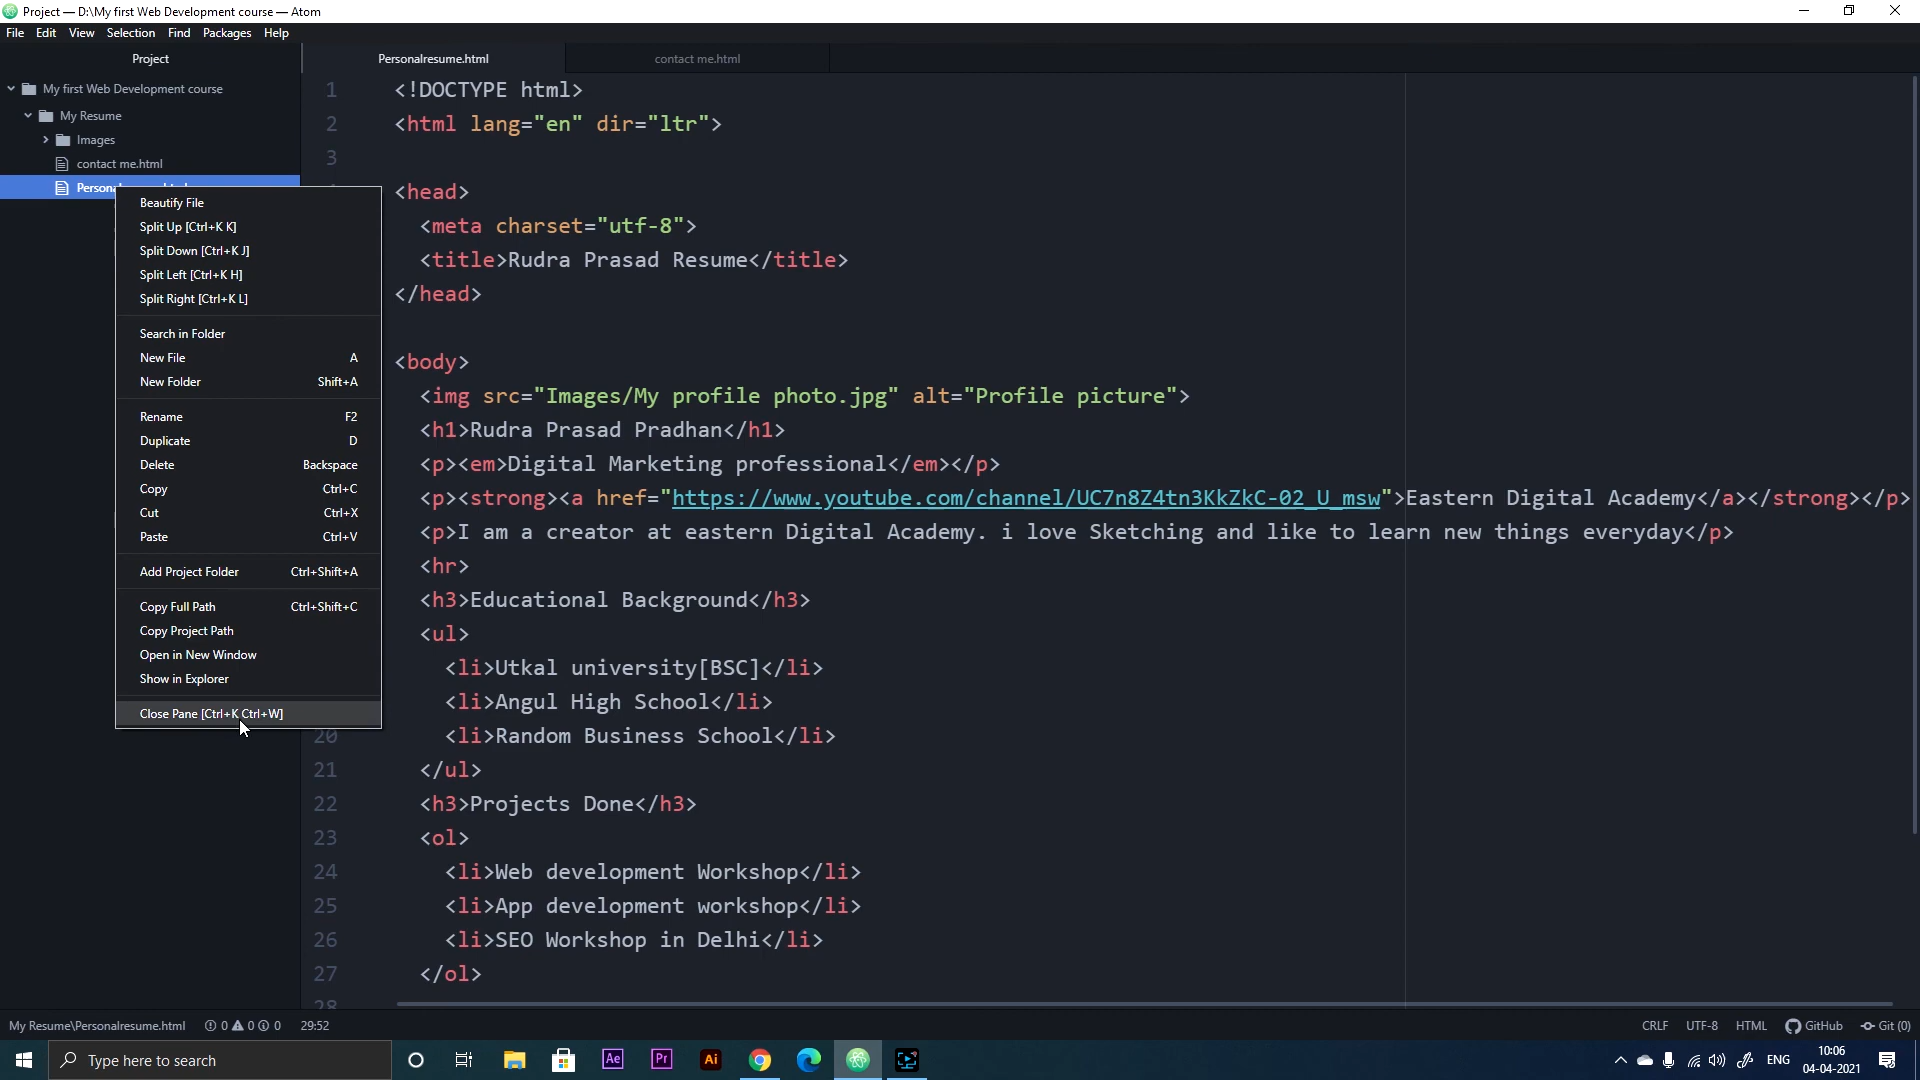 Project — D:\My first Web Development course — Atom
File Edit View Selection Find Packages Help
Project
Personalresume.html
contact me.html
My first Web Development course
My Resume
Images
contact me.html
Beautify File
Split Up [Ctrl+K K]
Split Down [Ctrl+K J]
Split Left [Ctrl+K H]
Split Right [Ctrl+K L]
Search in Folder
New File A
New Folder Shift+A
Rename F2
Duplicate D
Delete Backspace
Copy Ctrl+C
Cut Ctrl+X
Paste Ctrl+V
Add Project Folder Ctrl+Shift+A
Copy Full Path Ctrl+Shift+C
Copy Project Path
Open in New Window
Show in Explorer
Close Pane [Ctrl+K Ctrl+W]
1 <!DOCTYPE html>
2 <html lang="en" dir="ltr">
3
<head>
<meta charset="utf-8">
<title>Rudra Prasad Resume</title>
</head>
<body>
<img src="Images/My profile photo.jpg" alt="Profile picture">
<h1>Rudra Prasad Pradhan</h1>
<p><em>Digital Marketing professional</em></p>
<p><strong><a href="https://www.youtube.com/channel/UC7n8Z4tn3KkZkC-02_U_msw">Eastern Digital Academy</a></strong></p>
<p>I am a creator at eastern Digital Academy. i love Sketching and like to learn new things everyday</p>
<hr>
<h3>Educational Background</h3>
<ul>
<li>Utkal university[BSC]</li>
<li>Angul High School</li>
20 <li>Random Business School</li>
21 </ul>
22 <h3>Projects Done</h3>
23 <ol>
24 <li>Web development Workshop</li>
25 <li>App development workshop</li>
26 <li>SEO Workshop in Delhi</li>
27 </ol>
28
My Resume\Personalresume.html 0 0 0 29:52
CRLF UTF-8 HTML GitHub Git (0)
Type here to search
Ae Pr Ai
ENG
10:06
04-04-2021